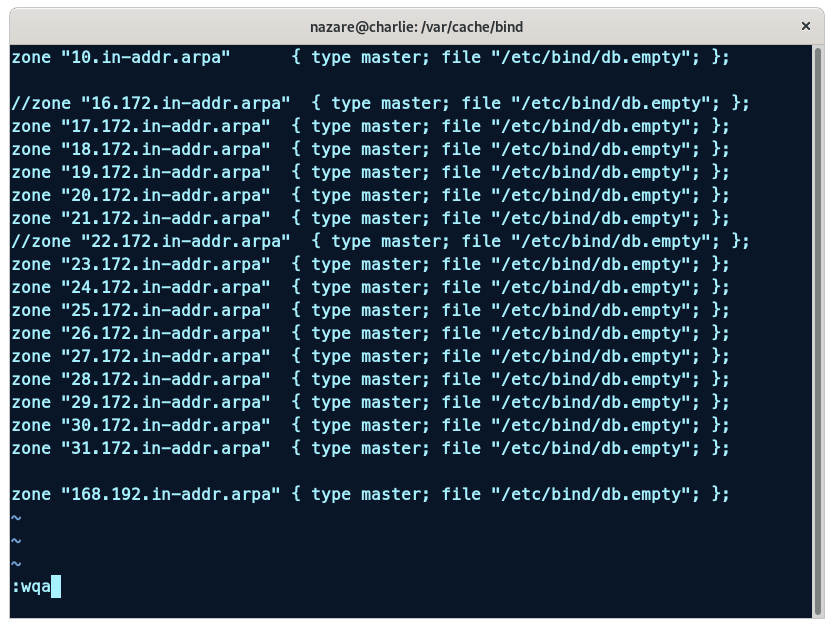 nazare@charlie: /var/cache/bind ×
zone "10.in-addr.arpa"      { type master; file "/etc/bind/db.empty"; };

//zone "16.172.in-addr.arpa"  { type master; file "/etc/bind/db.empty"; };
zone "17.172.in-addr.arpa"  { type master; file "/etc/bind/db.empty"; };
zone "18.172.in-addr.arpa"  { type master; file "/etc/bind/db.empty"; };
zone "19.172.in-addr.arpa"  { type master; file "/etc/bind/db.empty"; };
zone "20.172.in-addr.arpa"  { type master; file "/etc/bind/db.empty"; };
zone "21.172.in-addr.arpa"  { type master; file "/etc/bind/db.empty"; };
//zone "22.172.in-addr.arpa"  { type master; file "/etc/bind/db.empty"; };
zone "23.172.in-addr.arpa"  { type master; file "/etc/bind/db.empty"; };
zone "24.172.in-addr.arpa"  { type master; file "/etc/bind/db.empty"; };
zone "25.172.in-addr.arpa"  { type master; file "/etc/bind/db.empty"; };
zone "26.172.in-addr.arpa"  { type master; file "/etc/bind/db.empty"; };
zone "27.172.in-addr.arpa"  { type master; file "/etc/bind/db.empty"; };
zone "28.172.in-addr.arpa"  { type master; file "/etc/bind/db.empty"; };
zone "29.172.in-addr.arpa"  { type master; file "/etc/bind/db.empty"; };
zone "30.172.in-addr.arpa"  { type master; file "/etc/bind/db.empty"; };
zone "31.172.in-addr.arpa"  { type master; file "/etc/bind/db.empty"; };

zone "168.192.in-addr.arpa" { type master; file "/etc/bind/db.empty"; };
~
~
~
:wqa